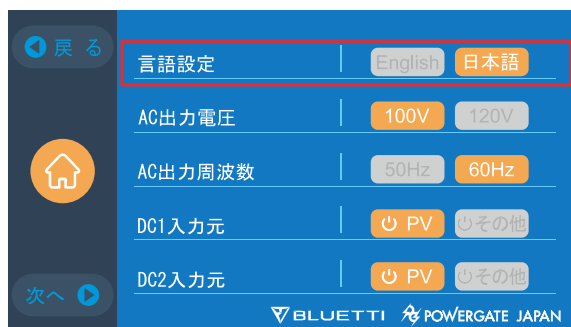 戻る
言語設定 English 日本語
AC出力電圧 100V 120V
AC出力周波数 50Hz 60Hz
DC1入力元 PV その他
DC2入力元 PV その他
次へ
BLUETTI POWERGATE JAPAN